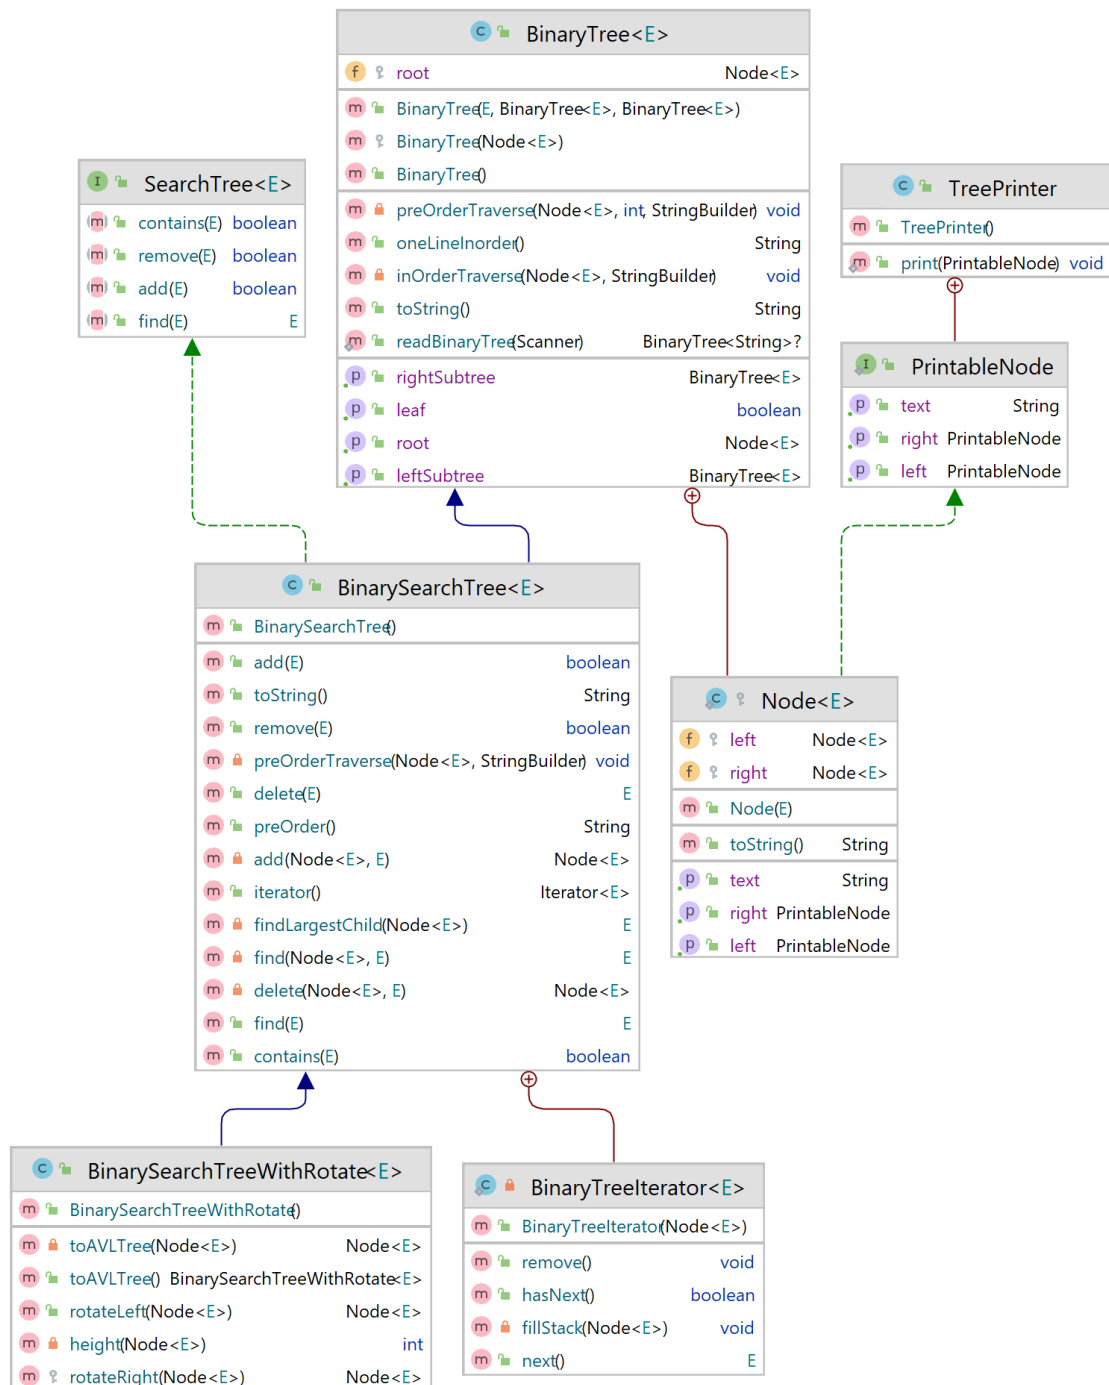 BinaryTree<E>
root Node<E>
BinaryTree(E, BinaryTree<E>, BinaryTree<E>)
BinaryTree(Node<E>)
BinaryTree()
preOrderTraverse(Node<E>, int, StringBuilder) void
oneLineInorder() String
inOrderTraverse(Node<E>, StringBuilder) void
toString() String
readBinaryTree(Scanner) BinaryTree<String>?
rightSubtree BinaryTree<E>
leaf boolean
root Node<E>
leftSubtree BinaryTree<E>
SearchTree<E>
contains(E) boolean
remove(E) boolean
add(E) boolean
find(E) E
TreePrinter
TreePrinter()
print(PrintableNode) void
PrintableNode
text String
right PrintableNode
left PrintableNode
BinarySearchTree<E>
BinarySearchTree()
add(E) boolean
toString() String
remove(E) boolean
preOrderTraverse(Node<E>, StringBuilder) void
delete(E) E
preOrder() String
add(Node<E>, E) Node<E>
iterator() Iterator<E>
findLargestChild(Node<E>) E
find(Node<E>, E) E
delete(Node<E>, E) Node<E>
find(E) E
contains(E) boolean
Node<E>
left Node<E>
right Node<E>
Node(E)
toString() String
text String
right PrintableNode
left PrintableNode
BinarySearchTreeWithRotate<E>
BinarySearchTreeWithRotate()
toAVLTree(Node<E>) Node<E>
toAVLTree() BinarySearchTreeWithRotate<E>
rotateLeft(Node<E>) Node<E>
height(Node<E>) int
rotateRight(Node<E>) Node<E>
BinaryTreeIterator<E>
BinaryTreeIterator(Node<E>)
remove() void
hasNext() boolean
fillStack(Node<E>) void
next() E